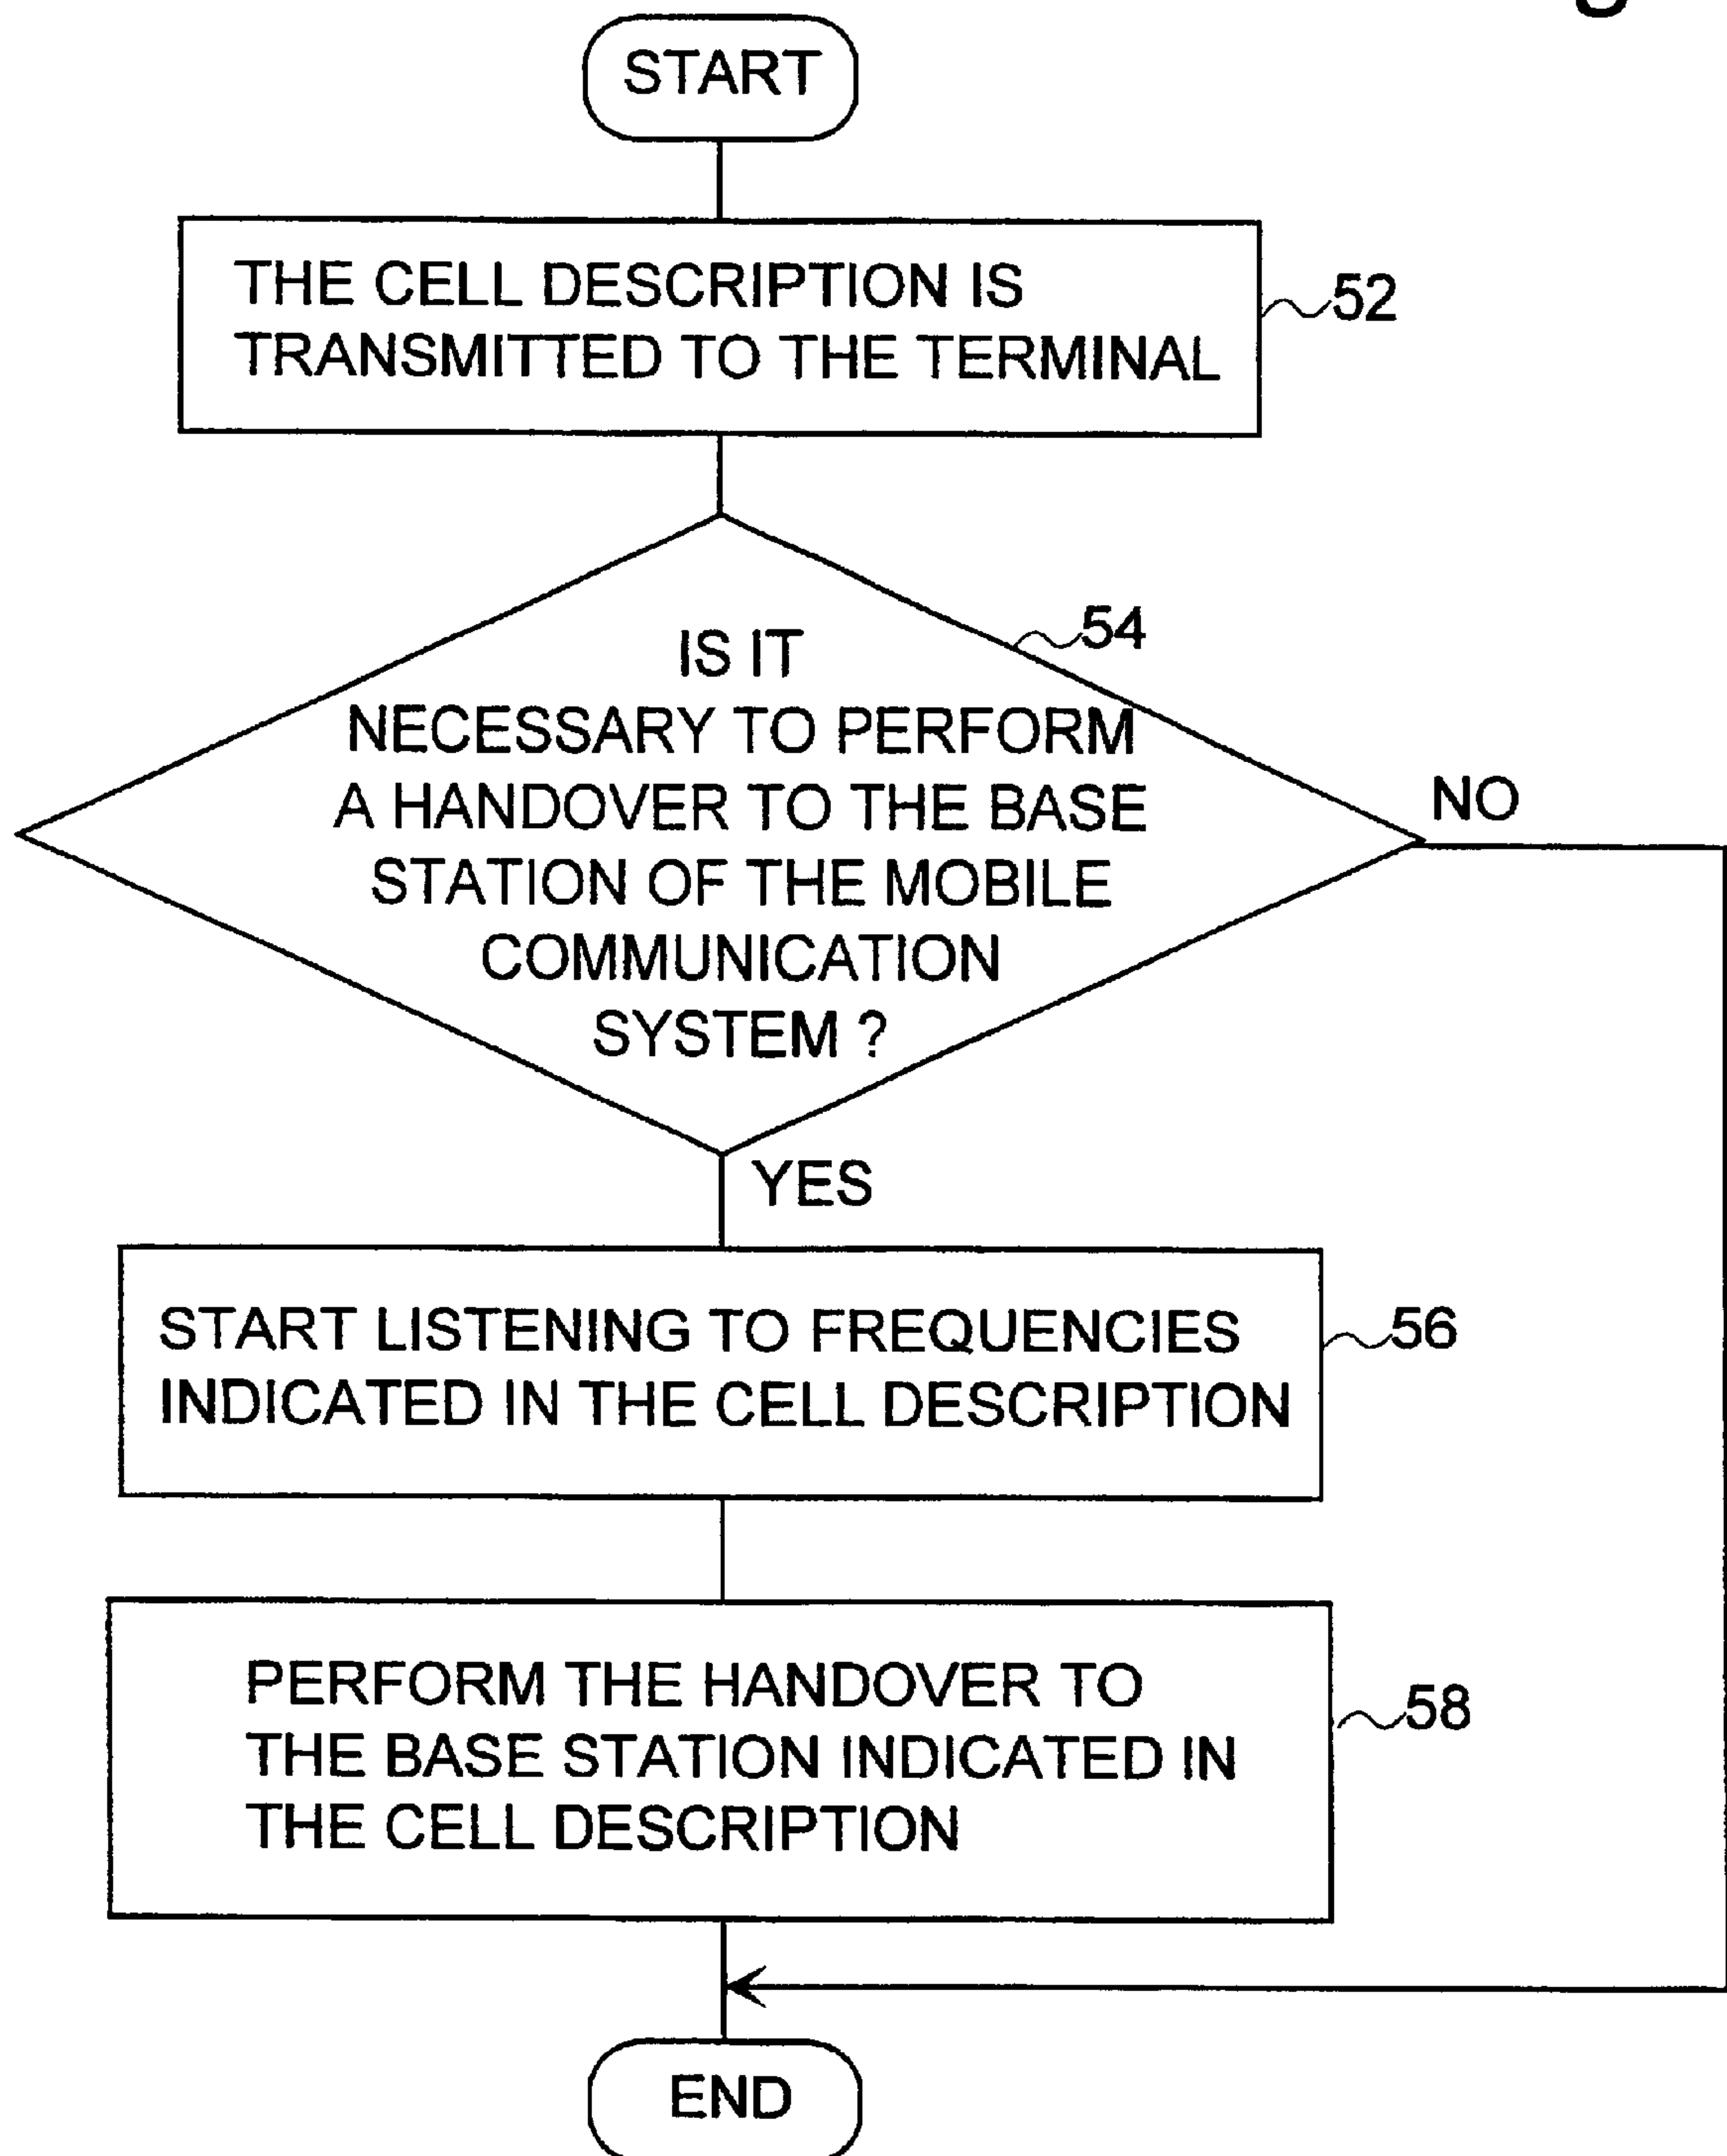 START
THE CELL DESCRIPTION IS
TRANSMITTED TO THE TERMINAL
52
54
IS IT
NECESSARY TO PERFORM
A HANDOVER TO THE BASE
STATION OF THE MOBILE
COMMUNICATION
SYSTEM ?
NO
YES
START LISTENING TO FREQUENCIES
INDICATED IN THE CELL DESCRIPTION
56
PERFORM THE HANDOVER TO
THE BASE STATION INDICATED IN
THE CELL DESCRIPTION
58
END